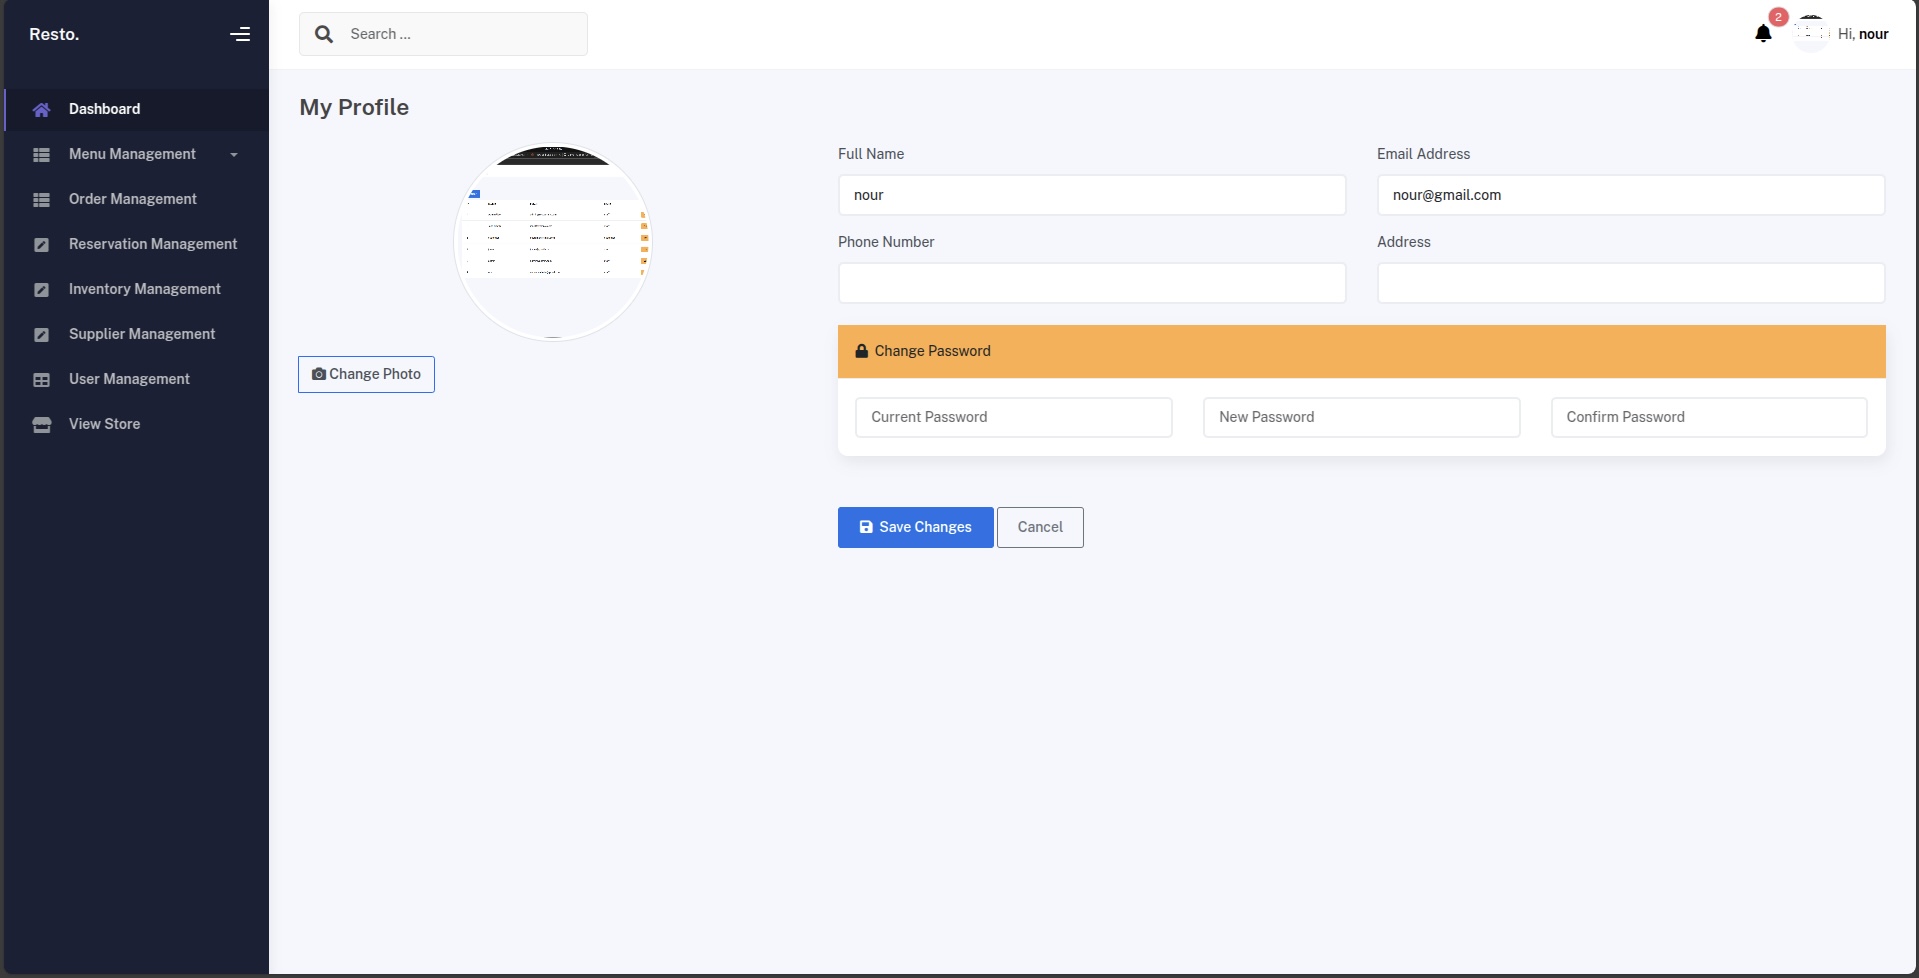 Resto.
Search ...
2
Hi, nour
Dashboard
Menu Management
Order Management
Reservation Management
Inventory Management
Supplier Management
User Management
View Store
My Profile
Change Photo
Full Name
Email Address
nour
nour@gmail.com
Phone Number
Address
Change Password
Current Password
New Password
Confirm Password
Save Changes
Cancel